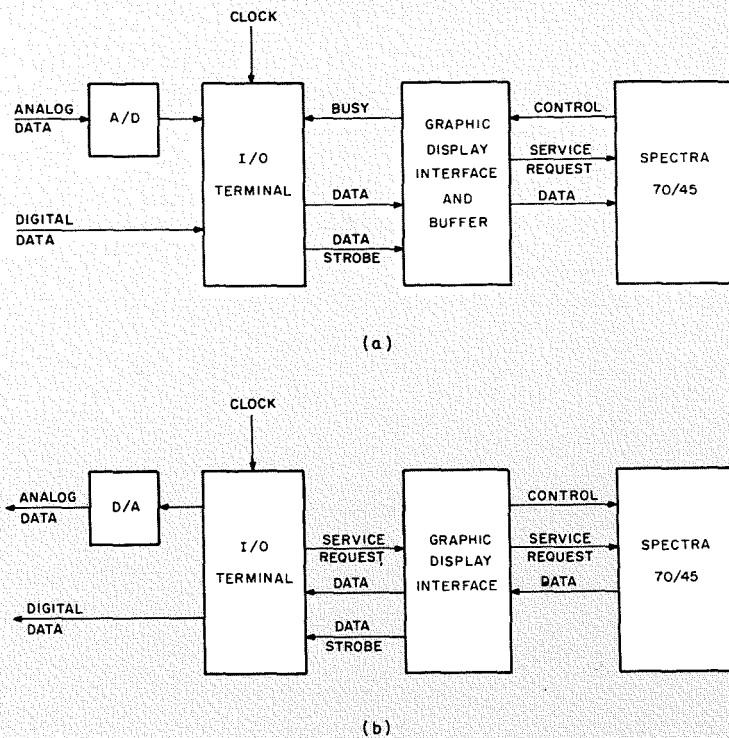 CLOCK
ANALOG
DATA
A/D
I/O
TERMINAL
DIGITAL
DATA
BUSY
DATA
DATA
STROBE
GRAPHIC
DISPLAY
INTERFACE
AND
BUFFER
CONTROL
SERVICE
REQUEST
DATA
SPECTRA
70/45
(a)
CLOCK
ANALOG
DATA
D/A
I/O
TERMINAL
DIGITAL
DATA
SERVICE
REQUEST
DATA
DATA
STROBE
GRAPHIC
DISPLAY
INTERFACE
CONTROL
SERVICE
REQUEST
DATA
SPECTRA
70/45
(b)